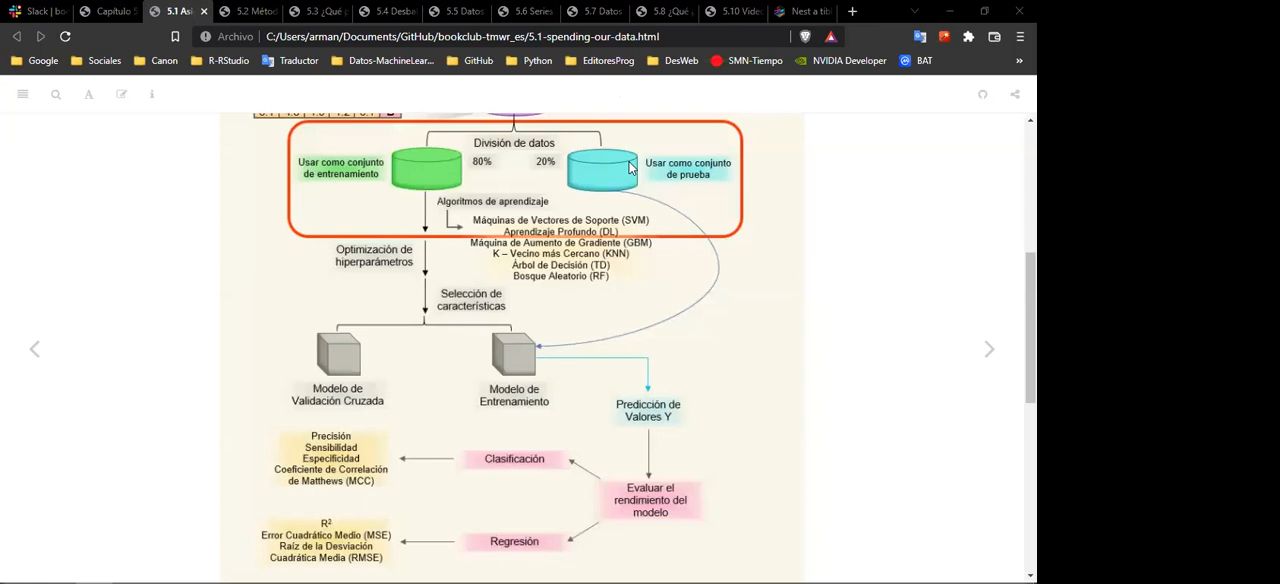 Slack | boo
Capítulo 5
5.1 Asi
5.2 Métod
5.3 ¿Qué p
5.4 Desbal
5.5 Datos
5.6 Series
5.7 Datos
5.8 ¿Qué
5.10 Vide
Nest a tibl
Archivo
C:/Users/arman/Documents/GitHub/bookclub-tmwr_es/5.1-spending-our-data.html
Google
Sociales
Canon
R-RStudio
Traductor
Datos-MachineLear...
GitHub
Python
EditoresProg
DesWeb
SMN-Tiempo
NVIDIA Developer
BAT
»
División de datos
Usar como conjunto
de entrenamiento
80%
20%
Usar como conjunto
de prueba
Algoritmos de aprendizaje
Máquinas de Vectores de Soporte (SVM)
Aprendizaje Profundo (DL)
Máquina de Aumento de Gradiente (GBM)
K – Vecino más Cercano (KNN)
Árbol de Decisión (TD)
Bosque Aleatorio (RF)
Optimización de
hiperparámetros
Selección de
características
Modelo de
Validación Cruzada
Modelo de
Entrenamiento
Predicción de
Valores Y
Precisión
Sensibilidad
Especificidad
Coeficiente de Correlación
de Matthews (MCC)
Clasificación
Evaluar el
rendimiento del
modelo
R²
Error Cuadrático Medio (MSE)
Raíz de la Desviación
Cuadrática Media (RMSE)
Regresión